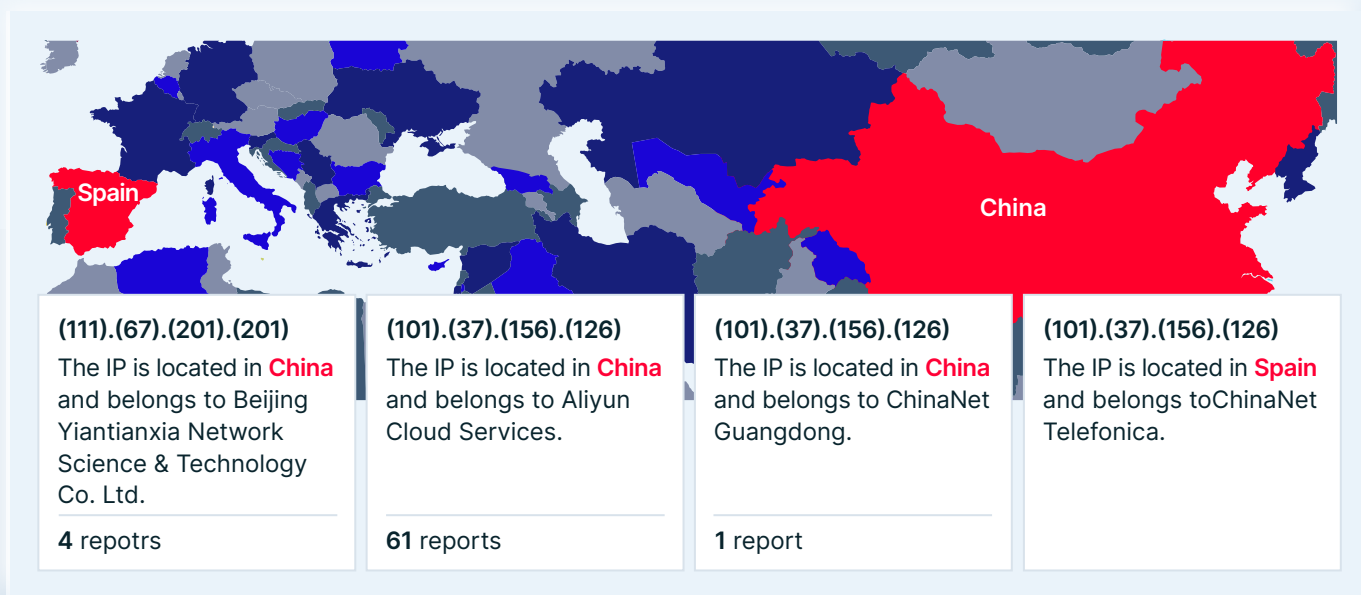 Spain
China
(111).(67).(201).(201)
The IP is located in China
and belongs to Beijing
Yiantianxia Network
Science & Technology
Co. Ltd.
4 repotrs
(101).(37).(156).(126)
The IP is located in China
and belongs to Aliyun
Cloud Services.
61 reports
(101).(37).(156).(126)
The IP is located in China
and belongs to ChinaNet
Guangdong.
1 report
(101).(37).(156).(126)
The IP is located in Spain
and belongs toChinaNet
Telefonica.